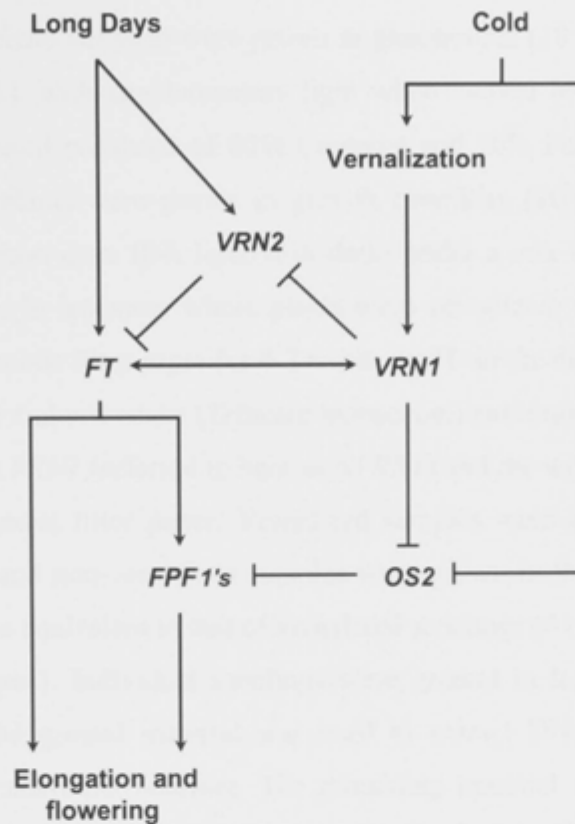 Long Days
Cold
Vernalization
VRN2
FT
VRN1
FPF1's
OS2
Elongation and
flowering